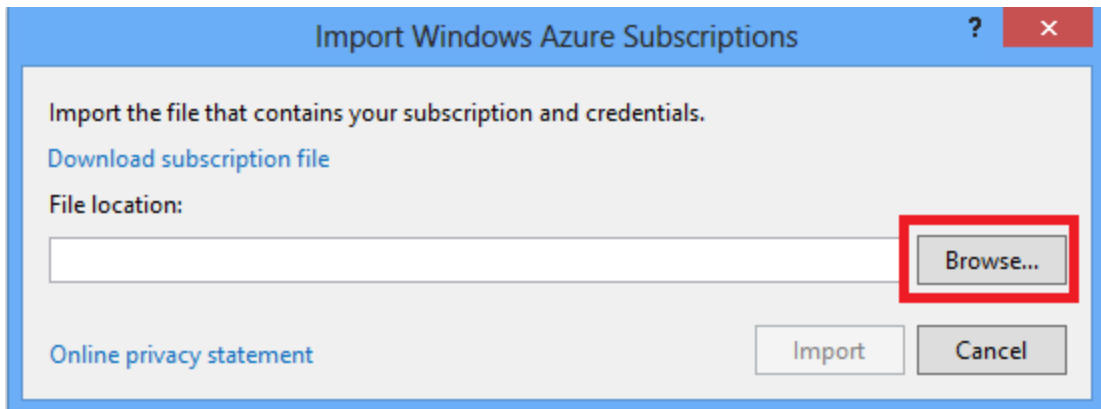 Import Windows Azure Subscriptions
?
Import the file that contains your subscription and credentials.
Download subscription file
File location:
Browse...
Online privacy statement
Import
Cancel